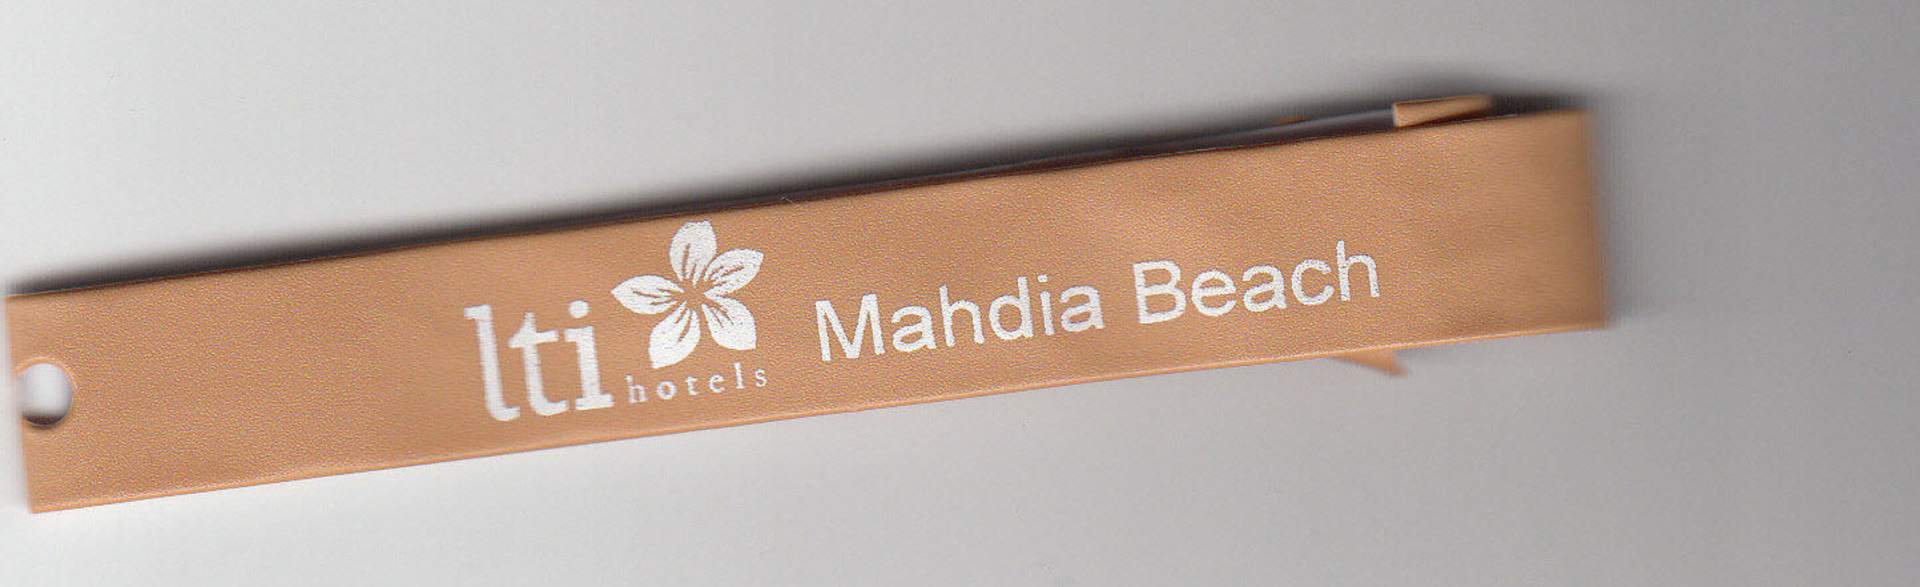 lti hotels Mahdia Beach